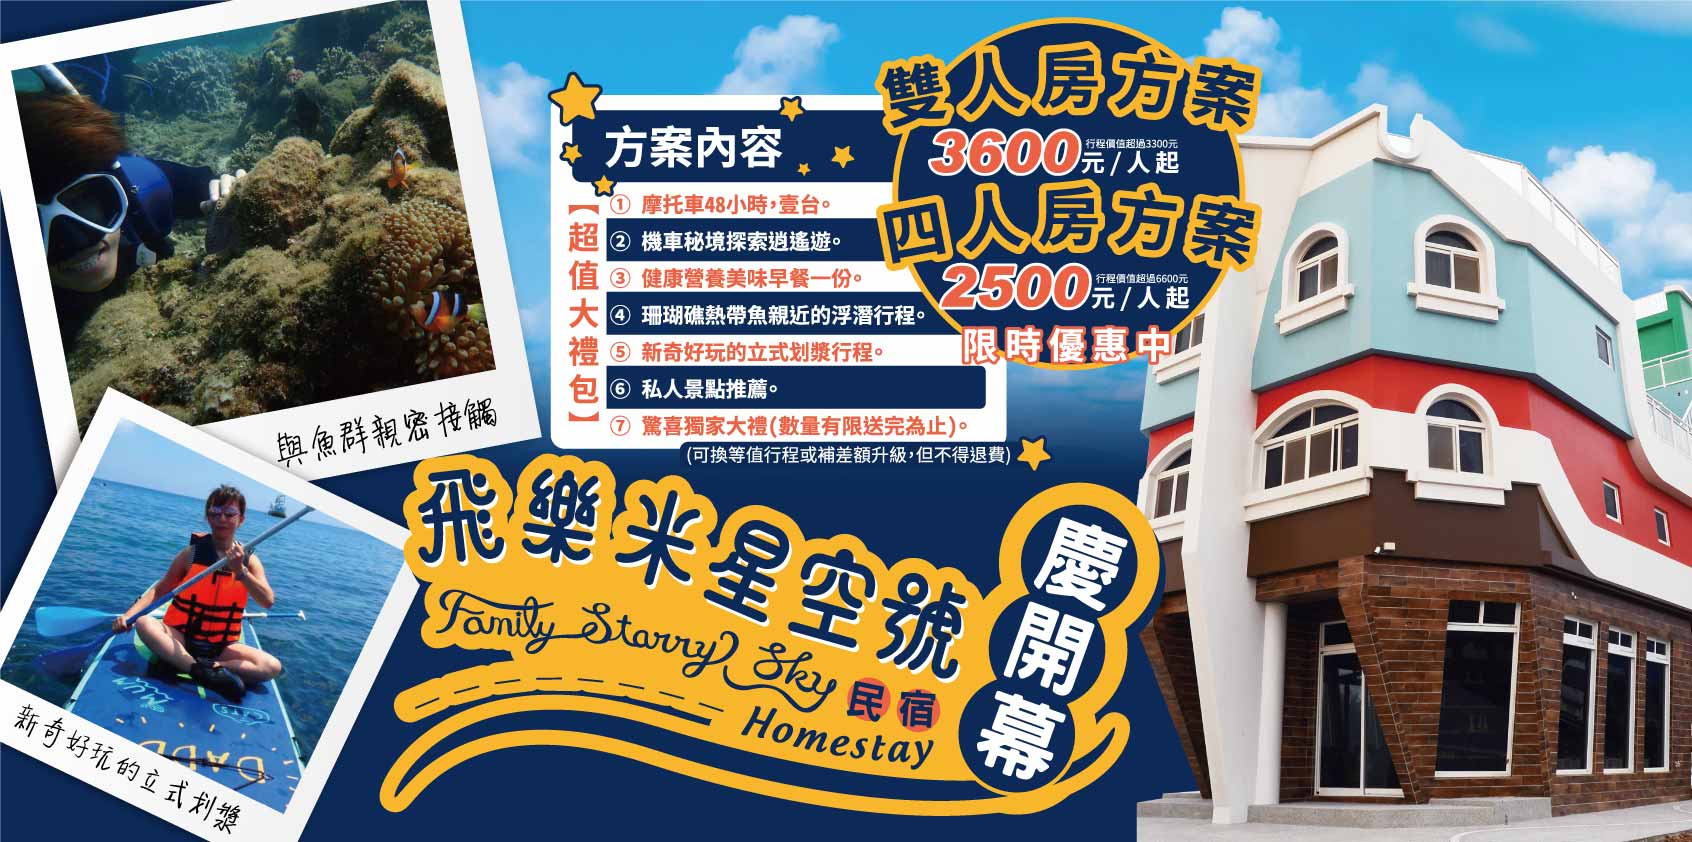 雙人房方案
3600元/人起
行程價值超過3300元
四人房方案
2500元/人起
行程價值超過6600元
限時優惠中
方案內容
【超值大禮包】
① 摩托車48小時，壹台。
② 機車秘境探索逍遙遊。
③ 健康營養美味早餐一份。
④ 珊瑚礁熱帶魚親近的浮潛行程。
⑤ 新奇好玩的立式划槳行程。
⑥ 私人景點推薦。
⑦ 驚喜獨家大禮(數量有限送完為止)。
(可換等值行程或補差額升級，但不得退費)
與魚群親密接觸
新奇好玩的立式划槳
飛樂米星空號
Family Starry Sky
民宿
Homestay
慶開幕